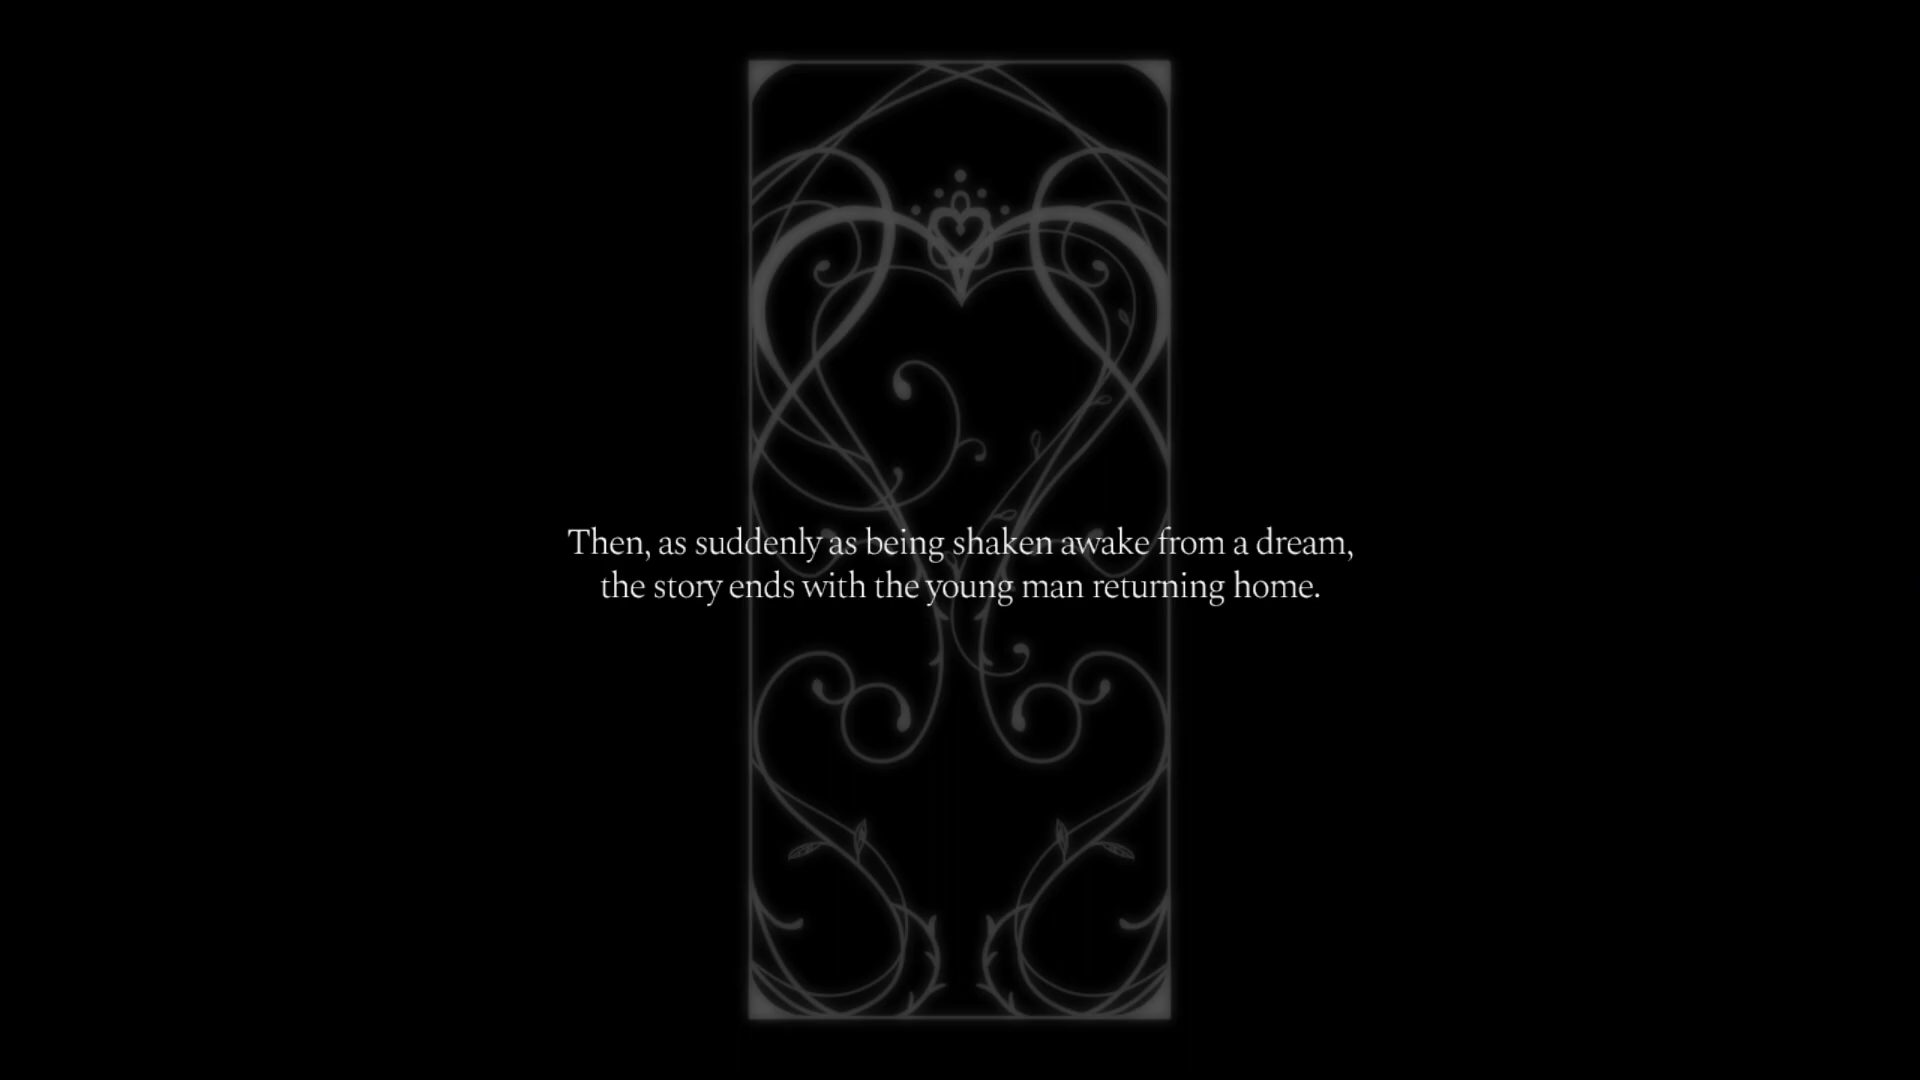 Then, as suddenly as being shaken awake from a dream,
the story ends with the young man returning home.